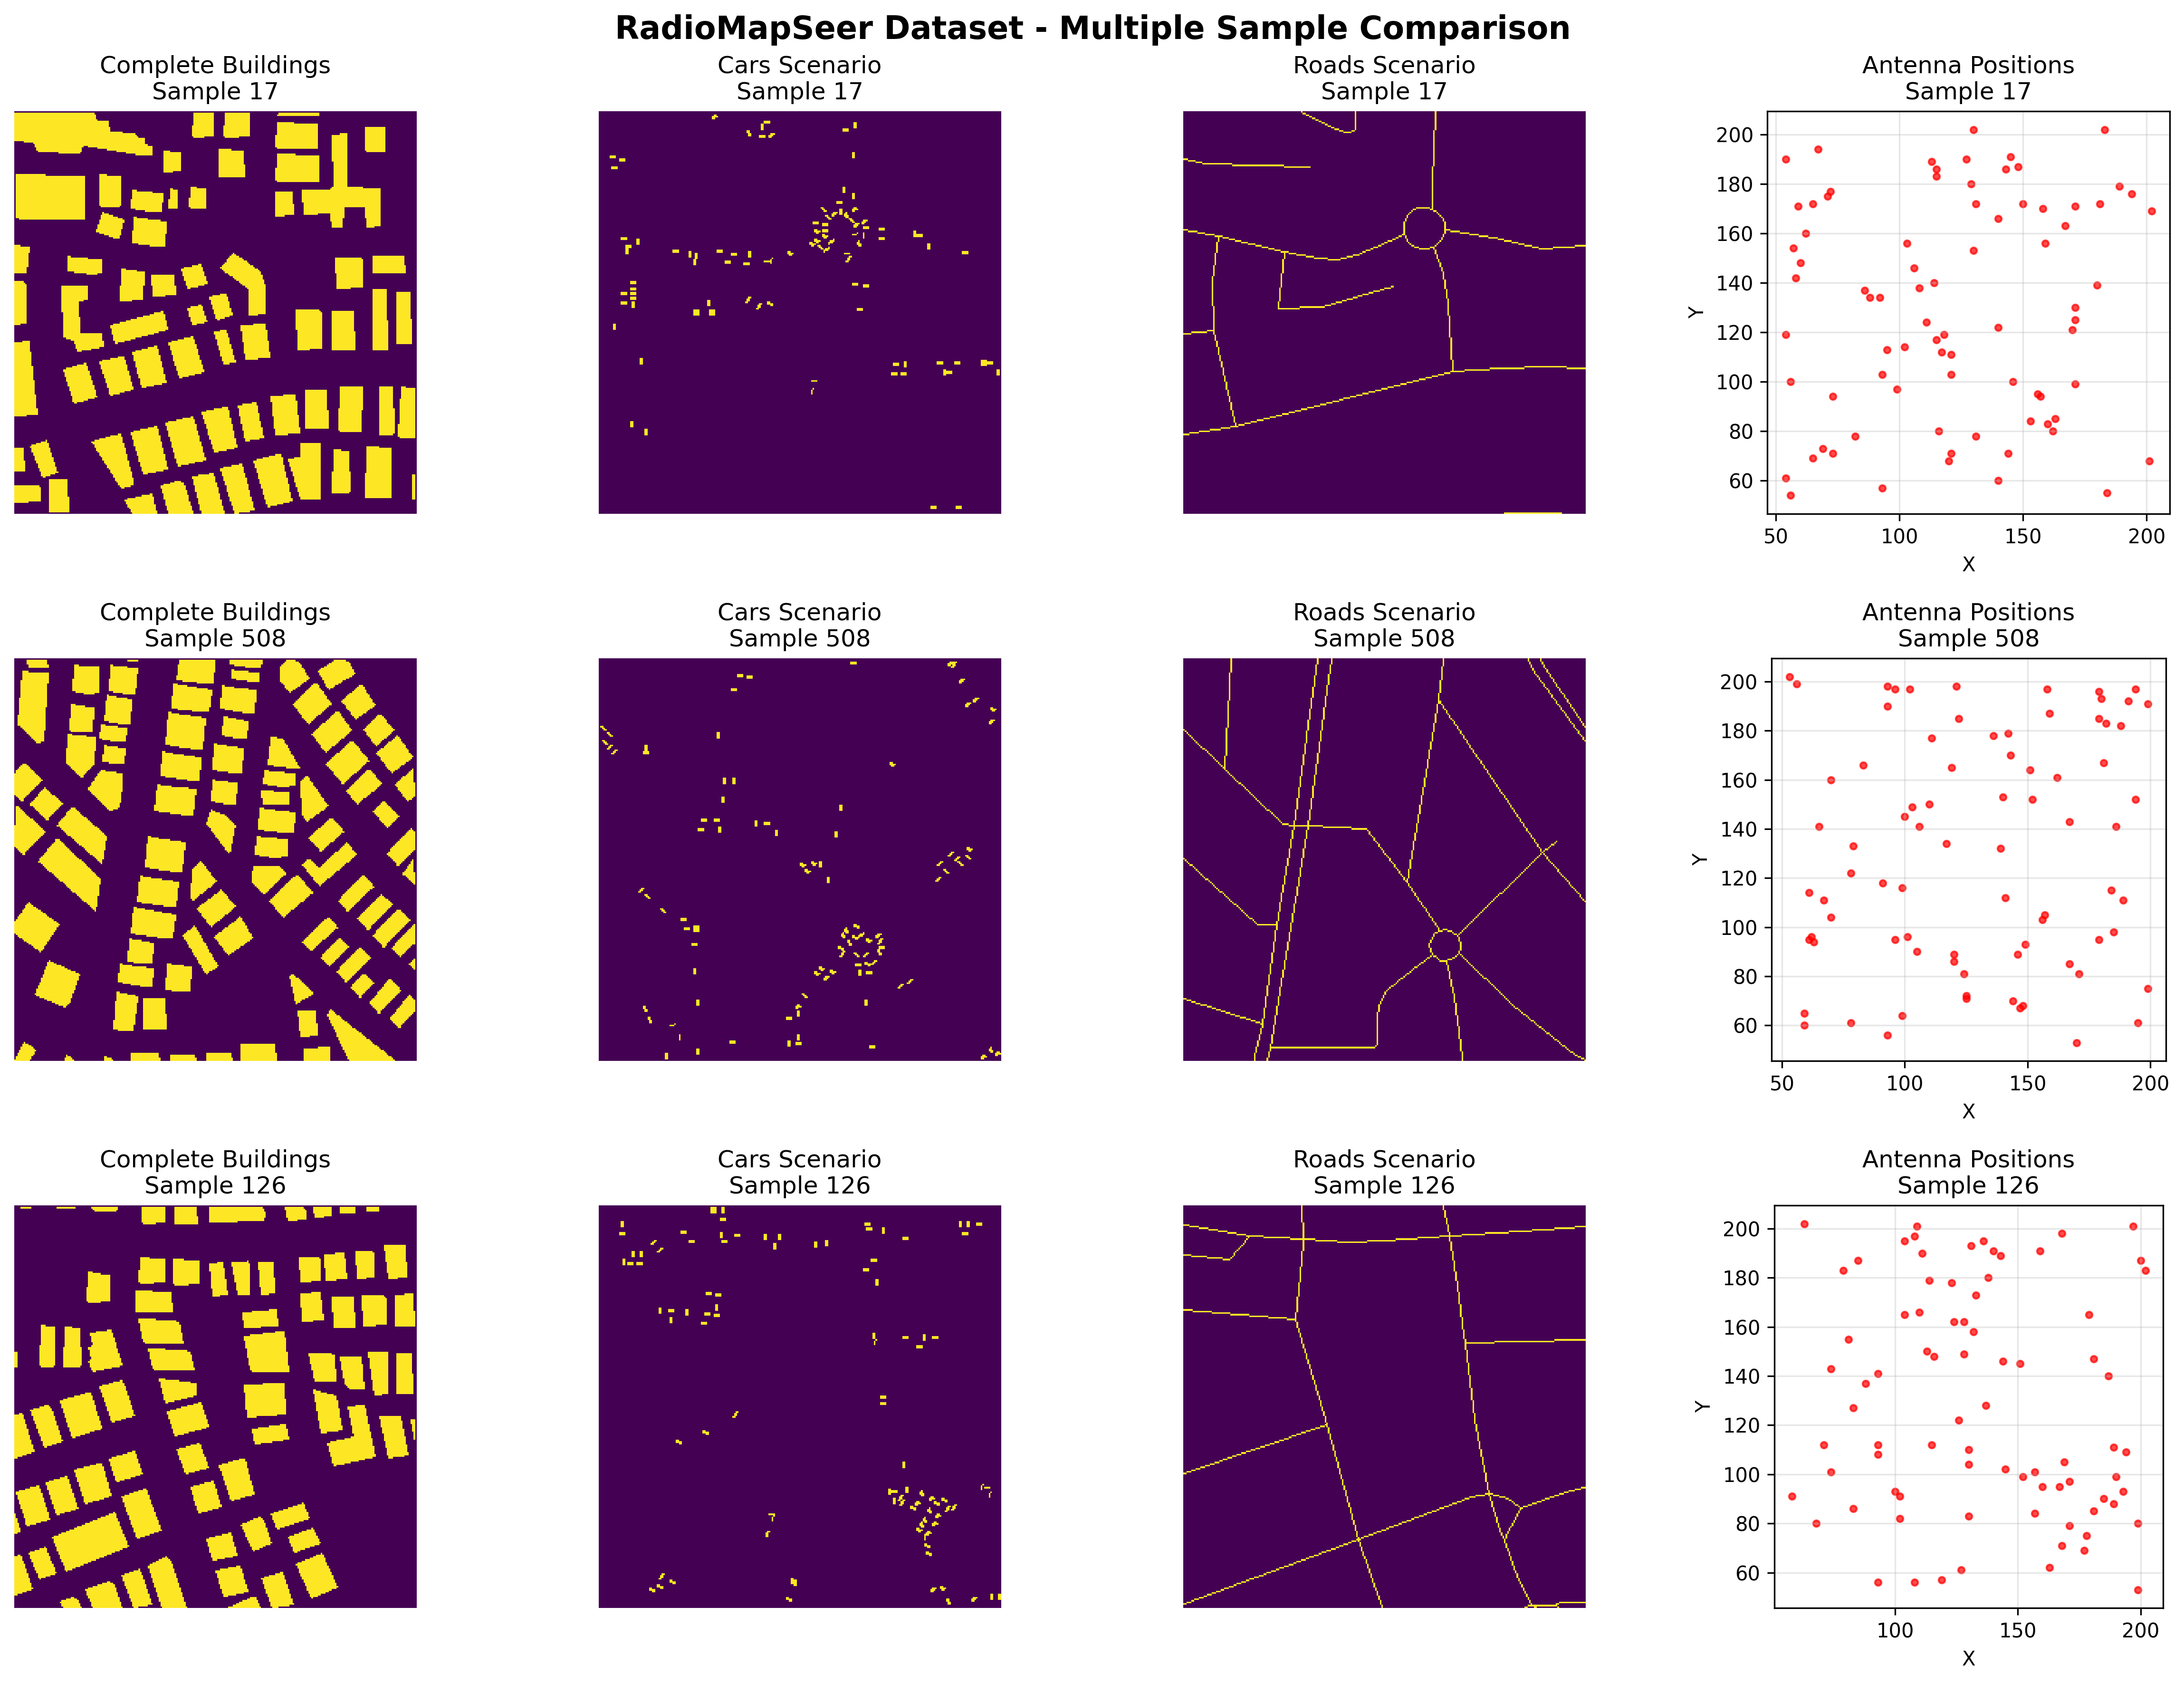 RadioMapSeer Dataset - Multiple Sample Comparison
Complete Buildings
Sample 17
Cars Scenario
Sample 17
Roads Scenario
Sample 17
Antenna Positions
Sample 17
200
180
160
140
120
100
80
60
Y
50
100
150
200
X
Complete Buildings
Sample 508
Cars Scenario
Sample 508
Roads Scenario
Sample 508
Antenna Positions
Sample 508
200
180
160
140
120
100
80
60
Y
50
100
150
200
X
Complete Buildings
Sample 126
Cars Scenario
Sample 126
Roads Scenario
Sample 126
Antenna Positions
Sample 126
200
180
160
140
120
100
80
60
Y
100
150
200
X